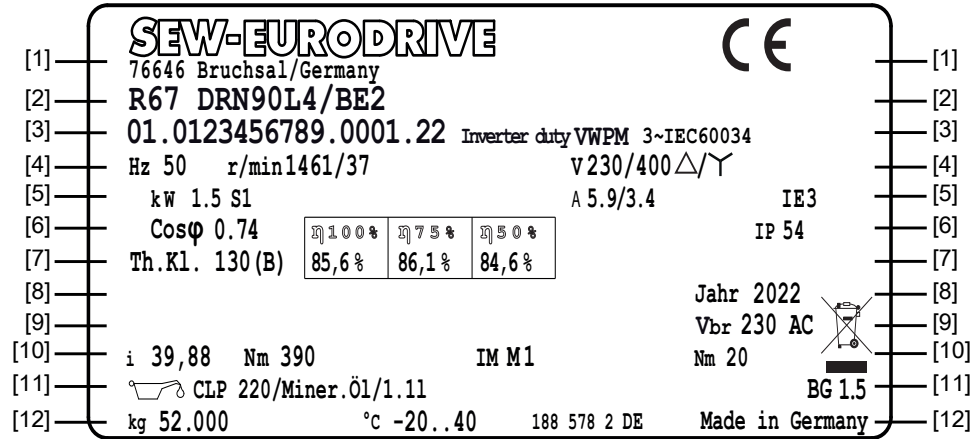 SEW-EURODRIVE CE
[1] 76646 Bruchsal/Germany [1]
[2] R67 DRN90L4/BE2 [2]
[3] 01.0123456789.0001.22 Inverter duty VWPM 3~IEC60034 [3]
[4] Hz 50 r/min 1461/37 V 230/400 △/Y [4]
[5] kW 1.5 S1 A 5.9/3.4 IE3 [5]
[6] Cosφ 0.74 η100% η75% η50% IP 54 [6]
[7] Th.Kl. 130(B) 85,6% 86,1% 84,6% [7]
[8] Jahr 2022 [8]
[9] Vbr 230 AC [9]
[10] i 39,88 Nm 390 IM M1 Nm 20 [10]
[11] CLP 220/Miner.Öl/1.1l BG 1.5 [11]
[12] kg 52.000 °C -20..40 188 578 2 DE Made in Germany [12]